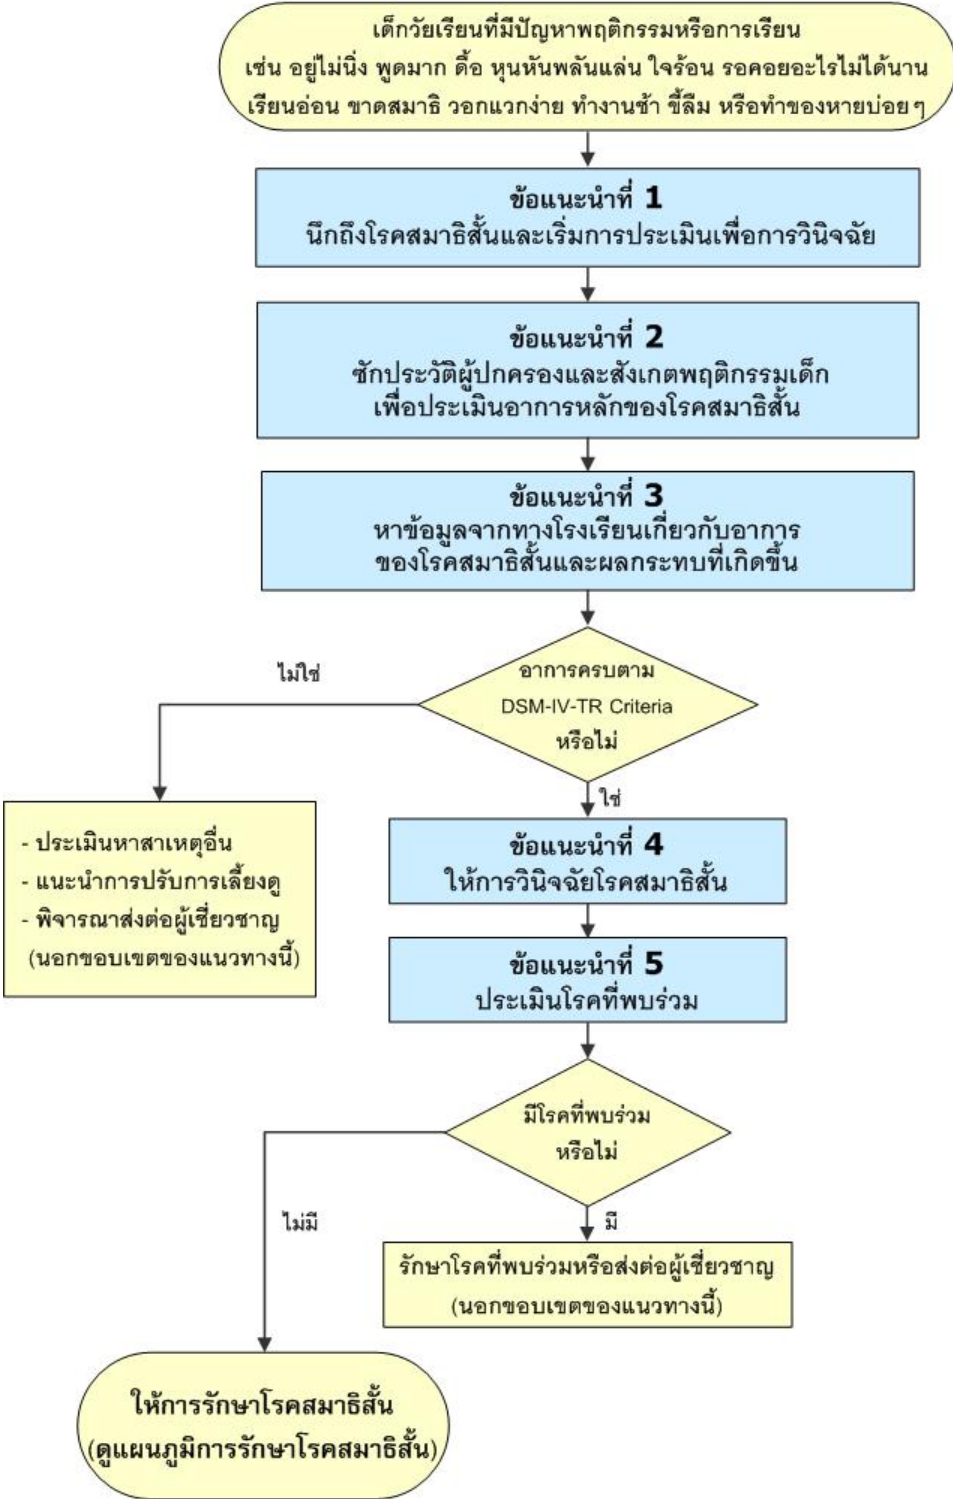 เด็กวัยเรียนที่มีปัญหาพฤติกรรมหรือการเรียน
เช่น อยู่ไม่นิ่ง พูดมาก ดื้อ หุนหันพลันแล่น ใจร้อน รอคอยอะไรไม่ได้นาน
เรียนอ่อน ขาดสมาธิ วอกแวกง่าย ทำงานช้า ขี้ลืม หรือทำของหายบ่อยๆ
ข้อแนะนำที่ 1
นึกถึงโรคสมาธิสั้นและเริ่มการประเมินเพื่อการวินิจฉัย
ข้อแนะนำที่ 2
ซักประวัติผู้ปกครองและสังเกตพฤติกรรมเด็ก
เพื่อประเมินอาการหลักของโรคสมาธิสั้น
ข้อแนะนำที่ 3
หาข้อมูลจากทางโรงเรียนเกี่ยวกับอาการ
ของโรคสมาธิสั้นและผลกระทบที่เกิดขึ้น
ไม่ใช่
อาการครบตาม
DSM-IV-TR Criteria
หรือไม่
ใช่
- ประเมินหาสาเหตุอื่น
- แนะนำการปรับการเลี้ยงดู
- พิจารณาส่งต่อผู้เชี่ยวชาญ
(นอกขอบเขตของแนวทางนี้)
ข้อแนะนำที่ 4
ให้การวินิจฉัยโรคสมาธิสั้น
ข้อแนะนำที่ 5
ประเมินโรคที่พบร่วม
มีโรคที่พบร่วม
หรือไม่
ไม่มี
มี
รักษาโรคที่พบร่วมหรือส่งต่อผู้เชี่ยวชาญ
(นอกขอบเขตของแนวทางนี้)
ให้การรักษาโรคสมาธิสั้น
(ดูแผนภูมิการรักษาโรคสมาธิสั้น)